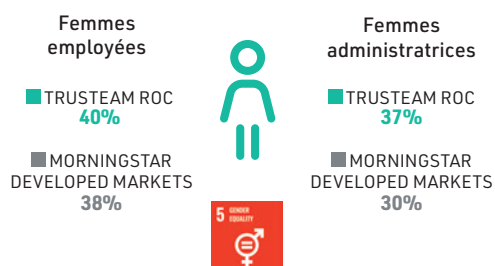 Femmes
employées
TRUSTEAM ROC
40%
MORNINGSTAR
DEVELOPED MARKETS
38%
Femmes
administratrices
TRUSTEAM ROC
37%
MORNINGSTAR
DEVELOPED MARKETS
30%
5 GENDER
EQUALITY